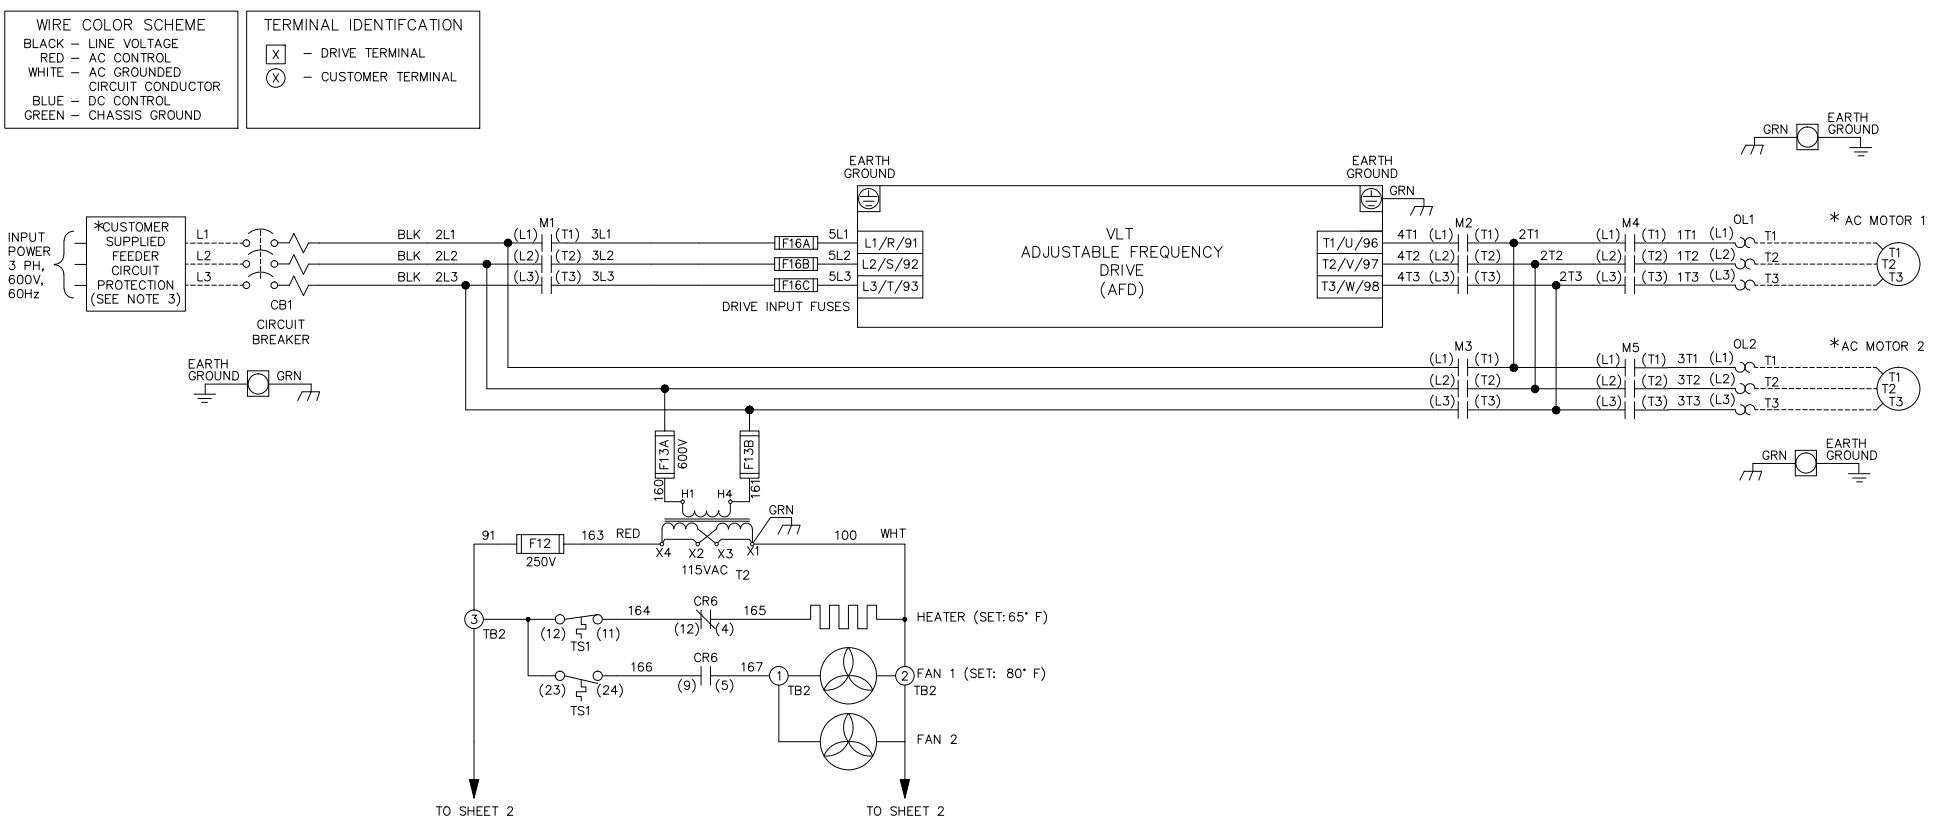 WIRE COLOR SCHEME
BLACK – LINE VOLTAGE
RED – AC CONTROL
WHITE – AC GROUNDED
CIRCUIT CONDUCTOR
BLUE – DC CONTROL
GREEN – CHASSIS GROUND
TERMINAL IDENTIFCATION
X – DRIVE TERMINAL
X – CUSTOMER TERMINAL
EARTH
GROUND
GRN
EARTH
GROUND
EARTH
GROUND
GRN
INPUT
POWER
3 PH,
600V,
60Hz
*CUSTOMER
SUPPLIED
FEEDER
CIRCUIT
PROTECTION
(SEE NOTE 3)
L1
L2
L3
CB1
CIRCUIT
BREAKER
BLK 2L1
BLK 2L2
BLK 2L3
M1
(L1) (T1) 3L1
(L2) (T2) 3L2
(L3) (T3) 3L3
F16A 5L1
F16B 5L2
F16C 5L3
DRIVE INPUT FUSES
L1/R/91
L2/S/92
L3/T/93
VLT
ADJUSTABLE FREQUENCY
DRIVE
(AFD)
T1/U/96
T2/V/97
T3/W/98
M2
4T1 (L1) (T1) 2T1
4T2 (L2) (T2) 2T2
4T3 (L3) (T3) 2T3
M4
(L1) (T1) 1T1 (L1)
(L2) (T2) 1T2 (L2)
(L3) (T3) 1T3 (L3)
OL1
T1
T2
T3
* AC MOTOR 1
T1
T2
T3
EARTH
GROUND
GRN
M3
(L1) (T1)
(L2) (T2)
(L3) (T3)
M5
(L1) (T1) 3T1 (L1)
(L2) (T2) 3T2 (L2)
(L3) (T3) 3T3 (L3)
OL2
T1
T2
T3
*AC MOTOR 2
T1
T2
T3
GRN
EARTH
GROUND
F13A
600V
F13B
160
161
H1 H4
GRN
91
F12
250V
163 RED
X4 X2 X3 X1
115VAC T2
100 WHT
3
TB2
(12) (11)
TS1
164
CR6
(12) (4)
165
HEATER (SET:65° F)
(23) (24)
TS1
166
CR6
(9) (5)
167
1
TB2
2
TB2
FAN 1 (SET: 80° F)
FAN 2
TO SHEET 2
TO SHEET 2